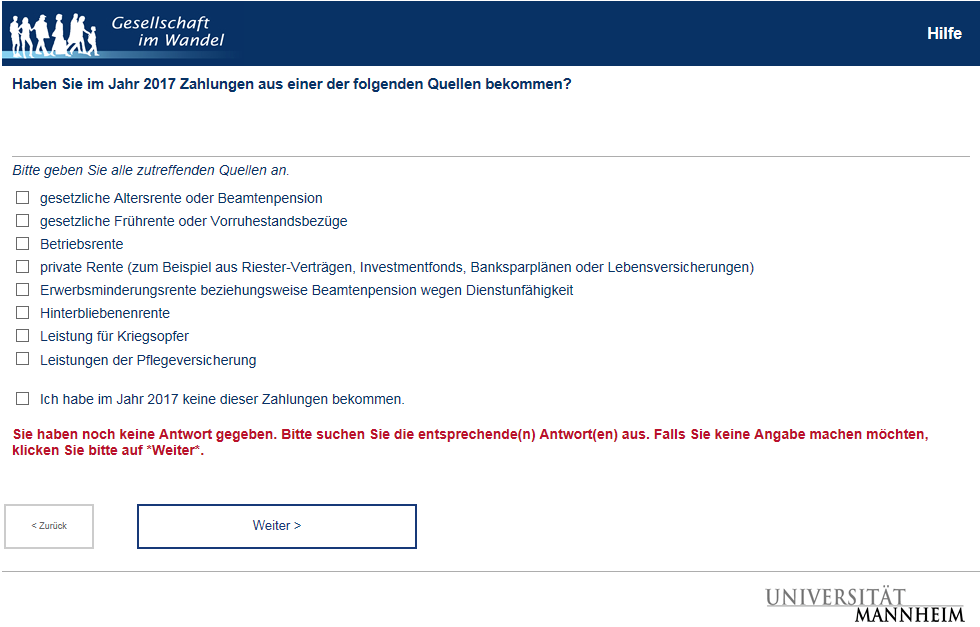 Gesellschaft
im Wandel
Hilfe
Haben Sie im Jahr 2017 Zahlungen aus einer der folgenden Quellen bekommen?
Bitte geben Sie alle zutreffenden Quellen an.
gesetzliche Altersrente oder Beamtenpension
gesetzliche Frührente oder Vorruhestandsbezüge
Betriebsrente
private Rente (zum Beispiel aus Riester-Verträgen, Investmentfonds, Banksparplänen oder Lebensversicherungen)
Erwerbsminderungsrente beziehungsweise Beamtenpension wegen Dienstunfähigkeit
Hinterbliebenenrente
Leistung für Kriegsopfer
Leistungen der Pflegeversicherung
Ich habe im Jahr 2017 keine dieser Zahlungen bekommen.
Sie haben noch keine Antwort gegeben. Bitte suchen Sie die entsprechende(n) Antwort(en) aus. Falls Sie keine Angabe machen möchten,
klicken Sie bitte auf *Weiter*.
< Zurück
Weiter >
UNIVERSITÄT
MANNHEIM